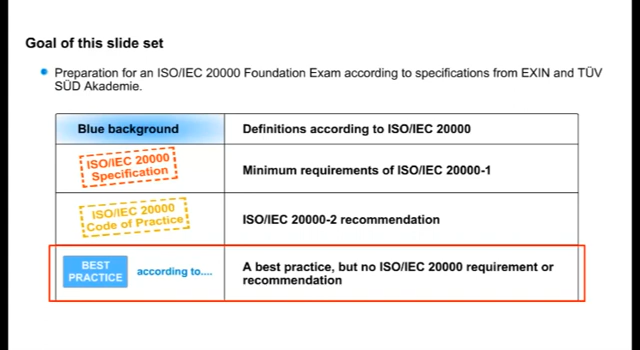 Goal of this slide set
Preparation for an ISO/IEC 20000 Foundation Exam according to specifications from EXIN and TÜV
SÜD Akademie.
Blue background
Definitions according to ISO/IEC 20000
ISO/IEC 20000
Specification
Minimum requirements of ISO/IEC 20000-1
ISO/IEC 20000
Code of Practice
ISO/IEC 20000-2 recommendation
BEST
PRACTICE
according to....
A best practice, but no ISO/IEC 20000 requirement or
recommendation